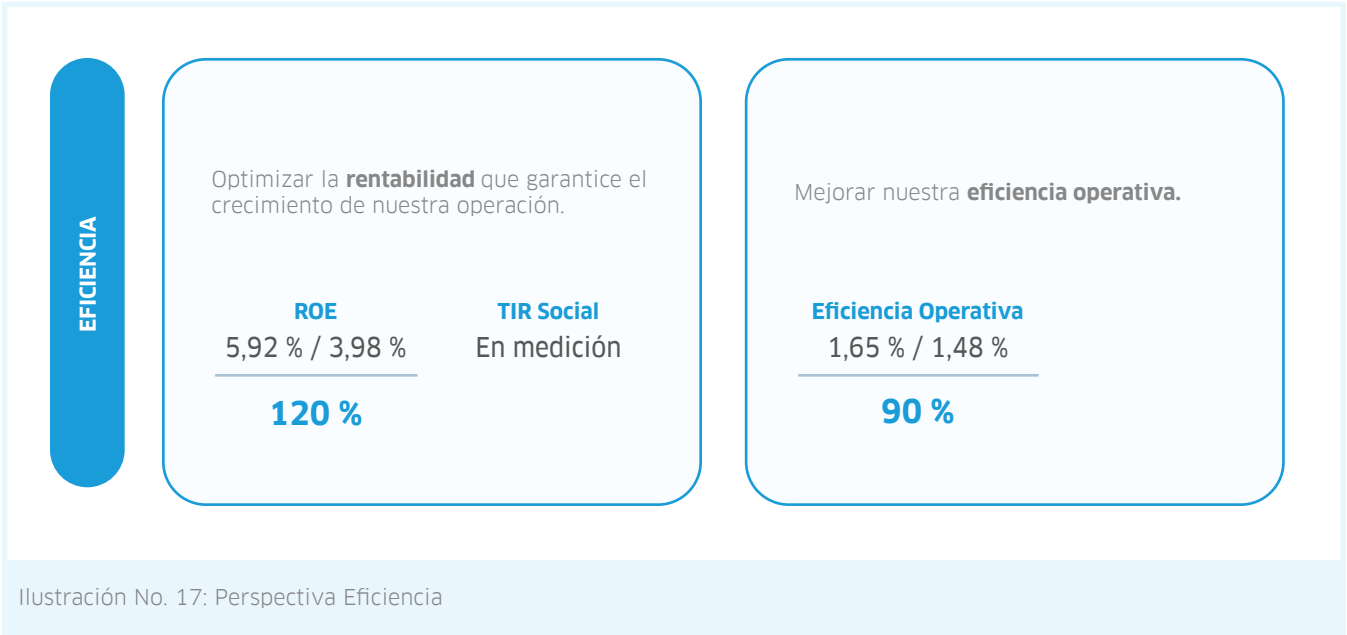 EFICIENCIA
Optimizar la rentabilidad que garantice el
crecimiento de nuestra operación.
ROE
5,92 % / 3,98 %
120 %
TIR Social
En medición
Mejorar nuestra eficiencia operativa.
Eficiencia Operativa
1,65 % / 1,48 %
90 %
Ilustración No. 17: Perspectiva Eficiencia